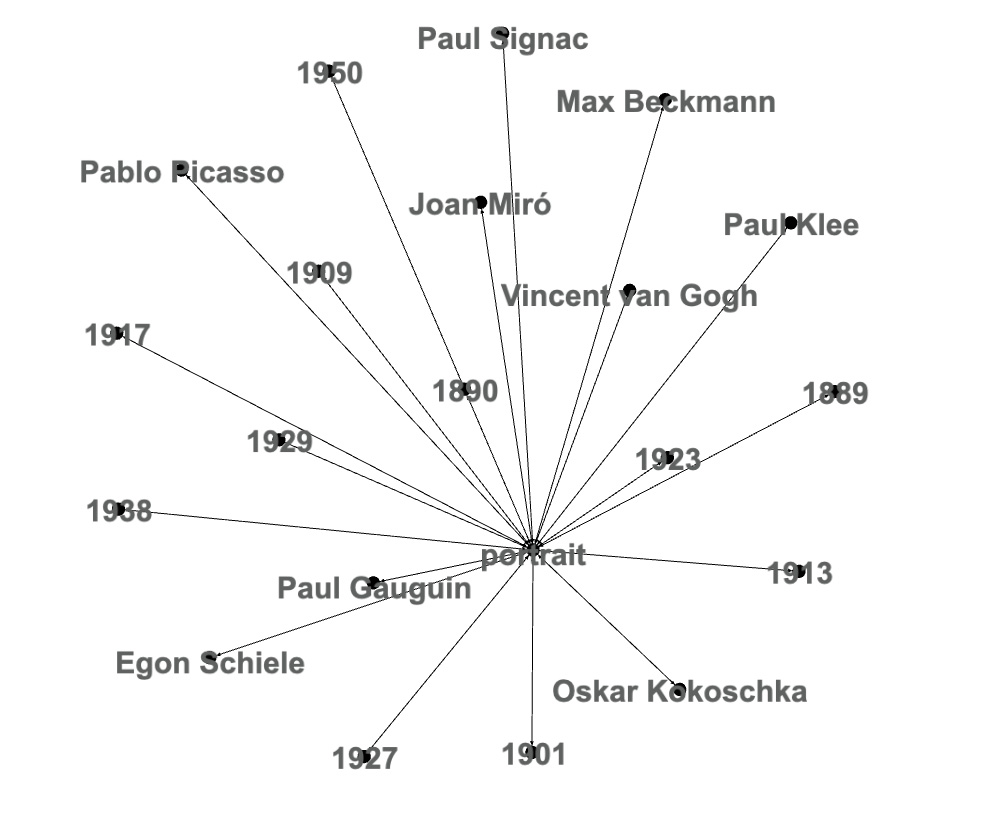 Paul Signac
1950
Max Beckmann
Pablo Picasso
Joan Miró
Paul Klee
1909
Vincent van Gogh
1917
1890
1889
1929
1923
1938
portrait
1913
Paul Gauguin
Egon Schiele
Oskar Kokoschka
1901
1927